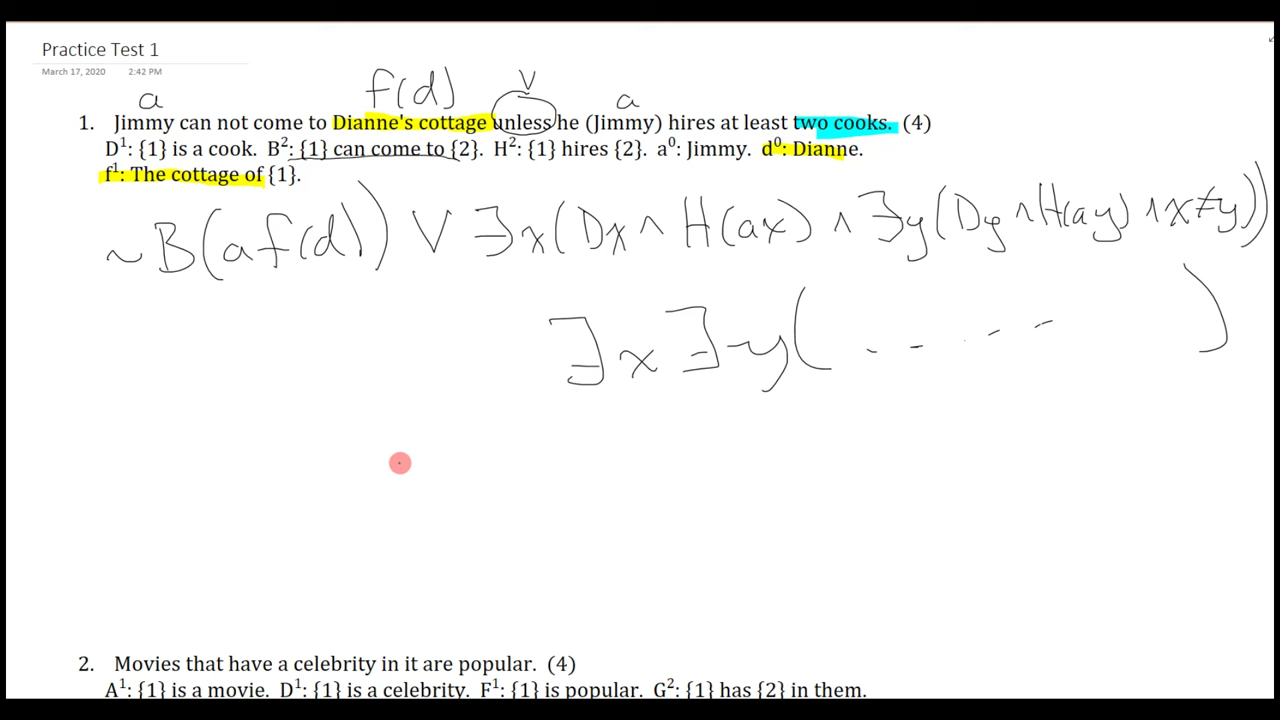 Practice Test 1
March 17, 2020 2:42 PM
a f(d) V a
1. Jimmy can not come to Dianne's cottage unless he (Jimmy) hires at least two cooks. (4)
D¹: {1} is a cook. B²: {1} can come to {2}. H²: {1} hires {2}. a⁰: Jimmy. d⁰: Dianne.
f¹: The cottage of {1}.
~B(af(d)) V ∃x(Dx ∧ H(ax) ∧ ∃y(Dy ∧ H(ay) ∧ x≠y))
∃x∃y( - - - - )
2. Movies that have a celebrity in it are popular. (4)
A¹: {1} is a movie. D¹: {1} is a celebrity. F¹: {1} is popular. G²: {1} has {2} in them.